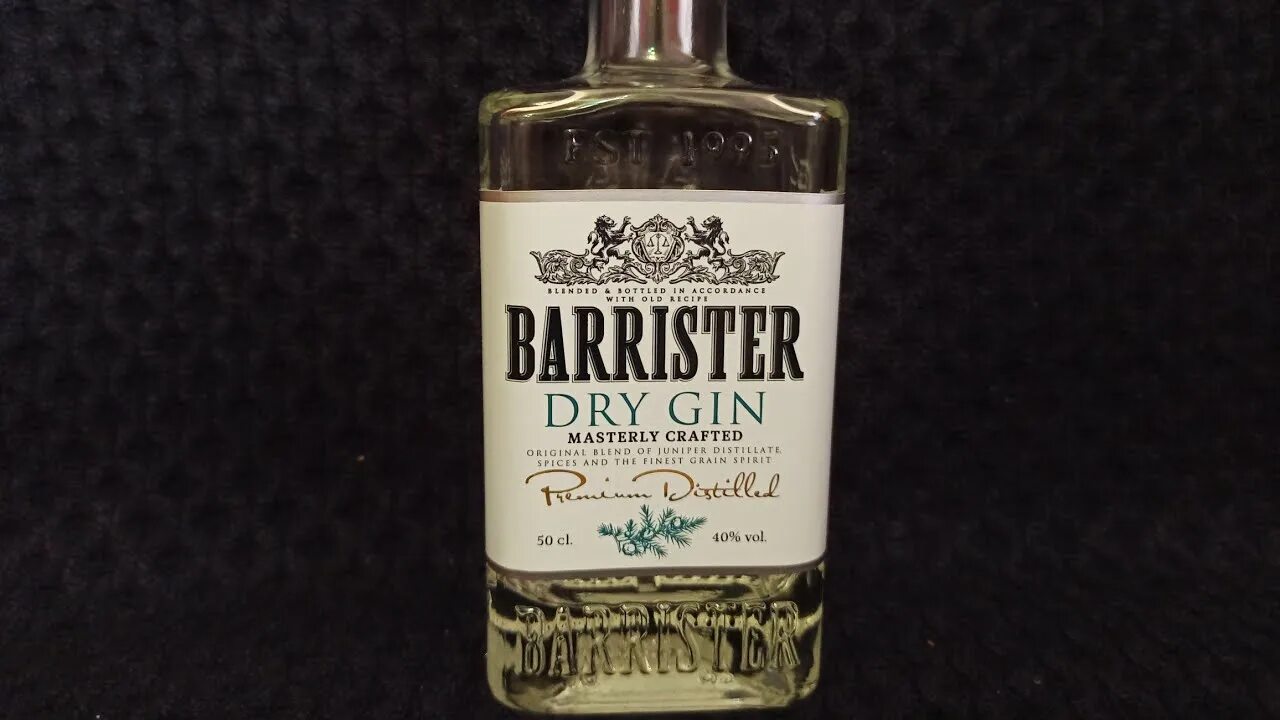 EST 1995
BLENDED & BOTTLED IN ACCORDANCE
WITH OLD RECIPE
BARRISTER
DRY GIN
MASTERLY CRAFTED
ORIGINAL BLEND OF JUNIPER DISTILLATE,
SPICES AND THE FINEST GRAIN SPIRIT
Premium Distilled
50 cl. 40% vol.
BARRISTER